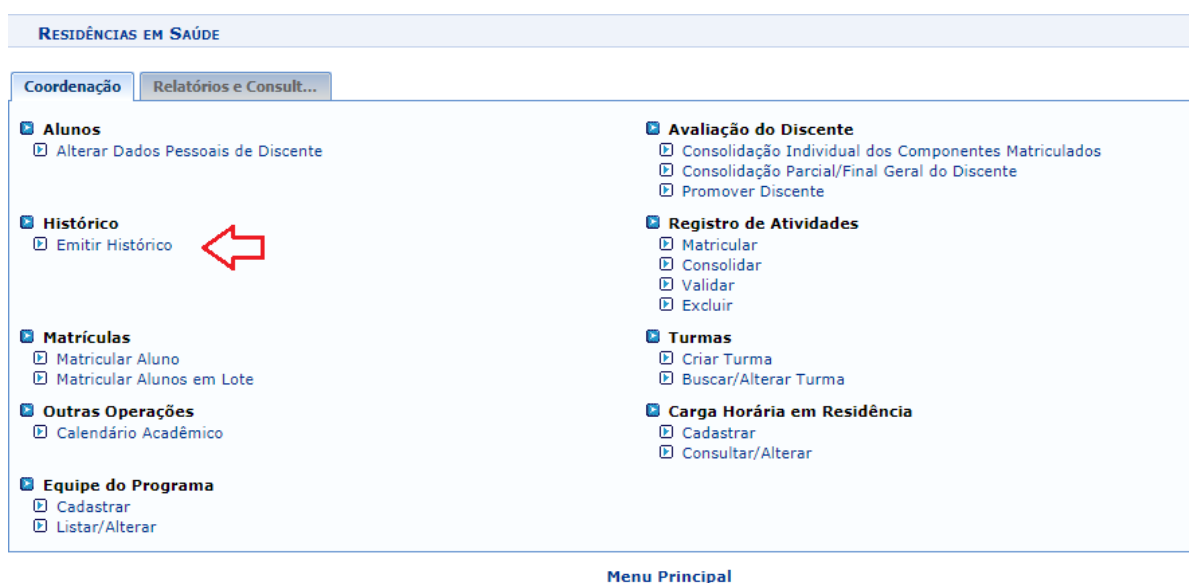 Residências em Saúde
Coordenação
Relatórios e Consult...
Alunos
Alterar Dados Pessoais de Discente
Avaliação do Discente
Consolidação Individual dos Componentes Matriculados
Consolidação Parcial/Final Geral do Discente
Promover Discente
Histórico
Emitir Histórico
Registro de Atividades
Matricular
Consolidar
Validar
Excluir
Matrículas
Matricular Aluno
Matricular Alunos em Lote
Turmas
Criar Turma
Buscar/Alterar Turma
Outras Operações
Calendário Acadêmico
Carga Horária em Residência
Cadastrar
Consultar/Alterar
Equipe do Programa
Cadastrar
Listar/Alterar
Menu Principal